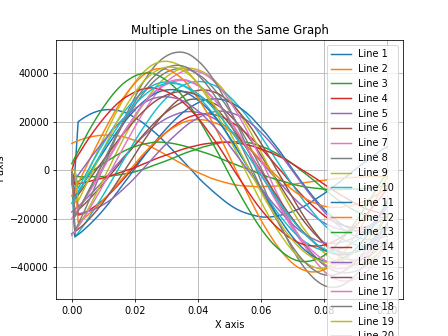 Multiple Lines on the Same Graph
40000
20000
0
−20000
−40000
0.00
0.02
0.04
0.06
X axis
Line 1
Line 2
Line 3
Line 4
Line 5
Line 6
Line 7
Line 8
Line 9
Line 10
Line 11
Line 12
Line 13
Line 14
Line 15
Line 16
Line 17
Line 18
Line 19